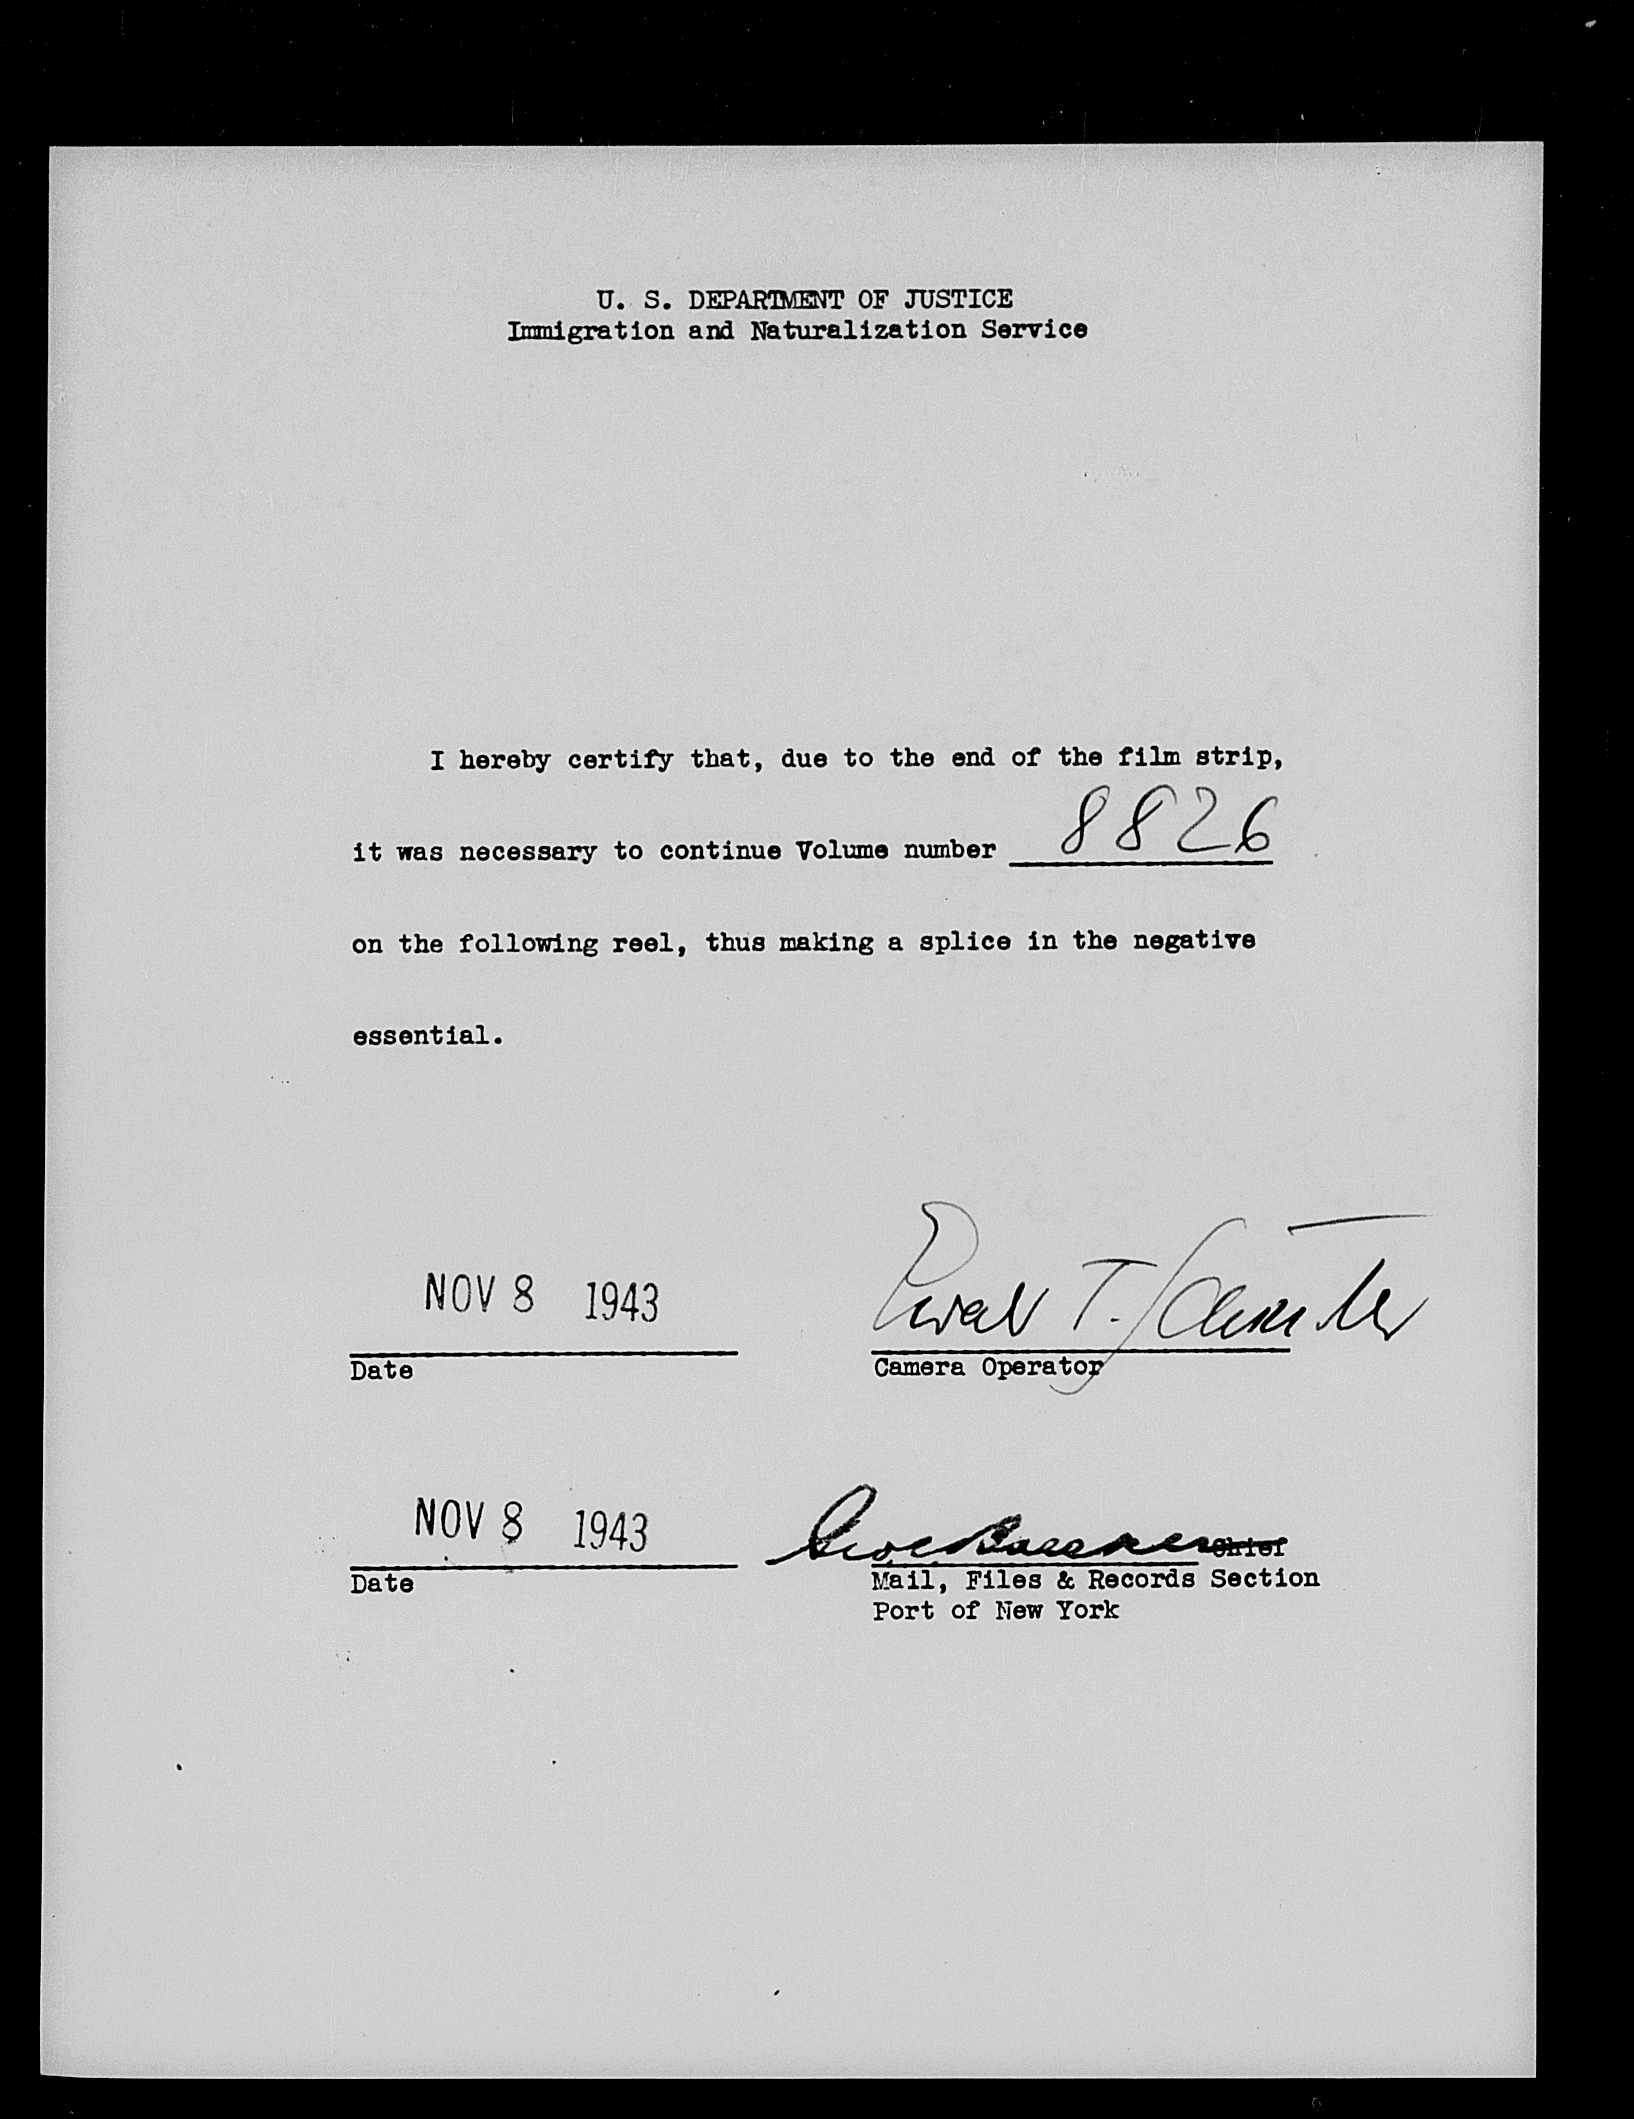 U. S. DEPARTMENT OF JUSTICE
Immigration and Naturalization Service
I hereby certify that, due to the end of the film strip,
it was necessary to continue Volume number 8826
on the following reel, thus making a splice in the negative
essential.
NOV 8 1943
T.
Date
Camera Operator
NOV 8 1943
Chief
Date
Mail, Files & Records Section
Port of New York